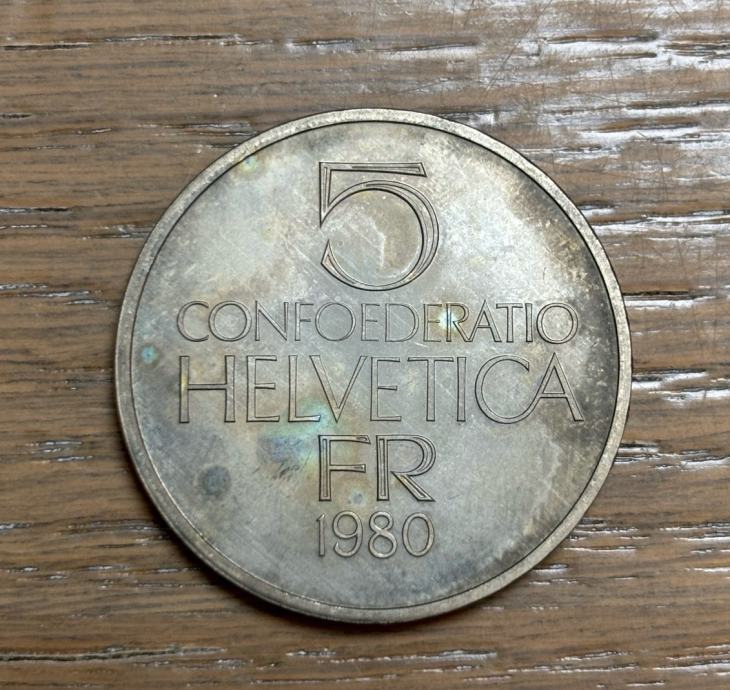 5
CONFOEDERATIO
HELVETICA
FR
1980